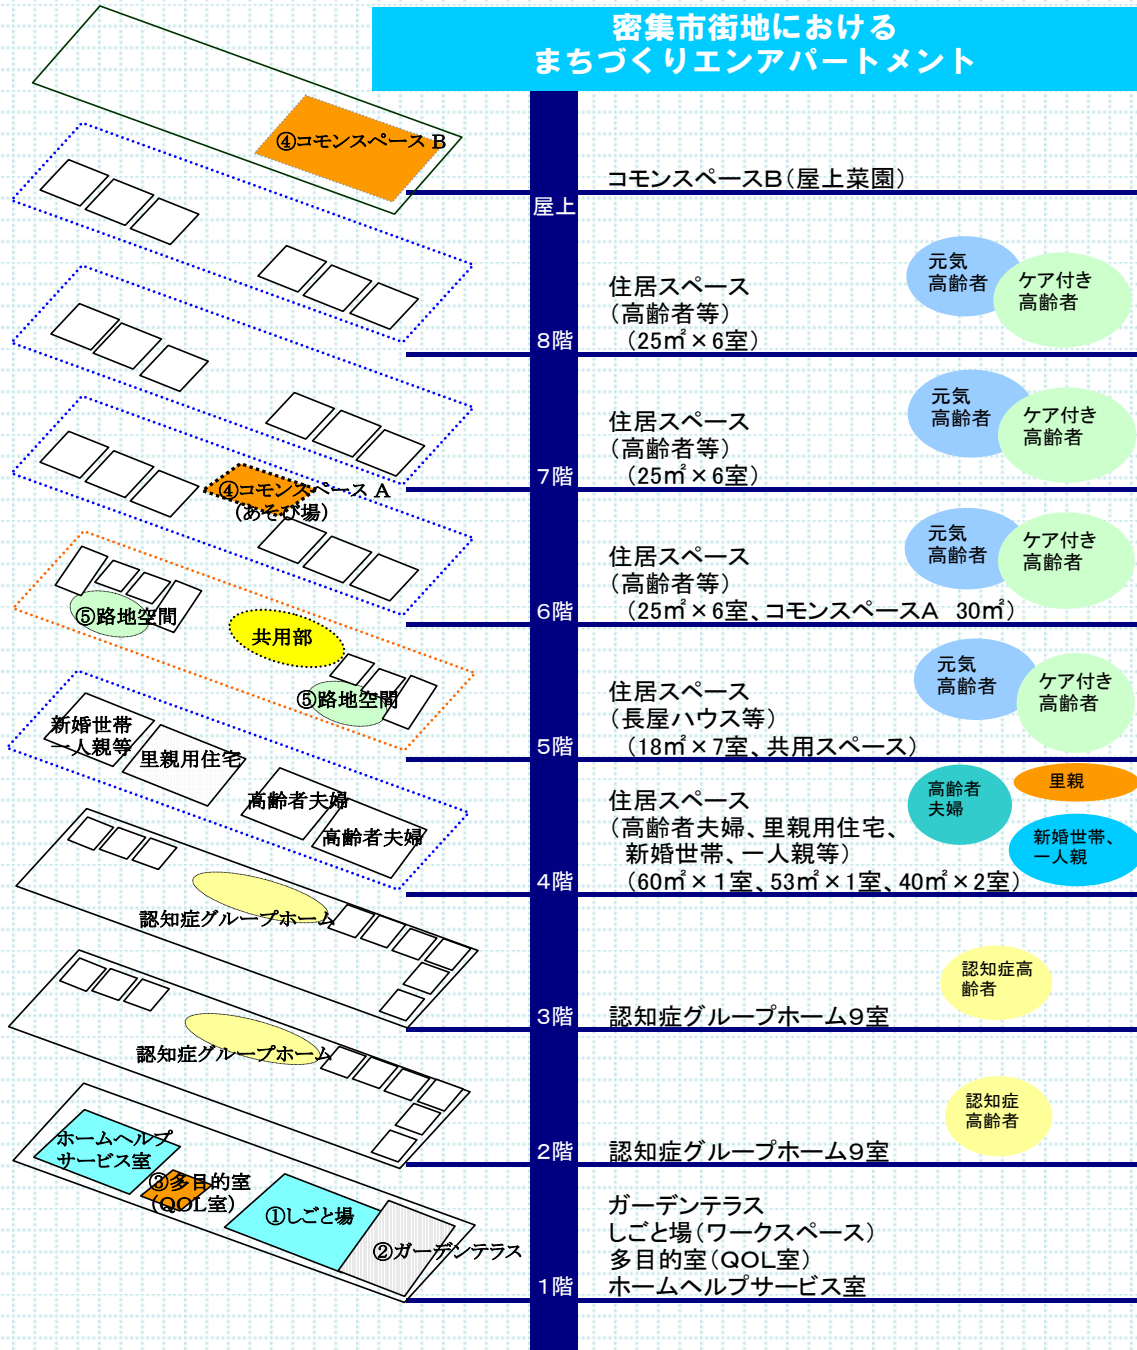 密集市街地における
まちづくりエンアパートメント
④コモンスペース B
コモンスペースB(屋上菜園)
屋上
住居スペース
(高齢者等)
(25㎡×6室)
元気
高齢者
ケア付き
高齢者
8階
住居スペース
(高齢者等)
(25㎡×6室)
元気
高齢者
ケア付き
高齢者
7階
④コモンスペース A
(あそび場)
住居スペース
(高齢者等)
(25㎡×6室、コモンスペースA 30㎡)
元気
高齢者
ケア付き
高齢者
6階
⑤路地空間
共用部
⑤路地空間
住居スペース
(長屋ハウス等)
(18㎡×7室、共用スペース)
元気
高齢者
ケア付き
高齢者
5階
新婚世帯
一人親等
里親用住宅
高齢者夫婦
高齢者夫婦
住居スペース
(高齢者夫婦、里親用住宅、
新婚世帯、一人親等)
(60㎡×1室、53㎡×1室、40㎡×2室)
高齢者
夫婦
里親
新婚世帯、
一人親
4階
認知症グループホーム
認知症グループホーム9室
認知症高
齢者
3階
認知症グループホーム
認知症グループホーム9室
認知症
高齢者
2階
ホームヘルプ
サービス室
③多目的室
(QOL室)
①しごと場
②ガーデンテラス
ガーデンテラス
しごと場(ワークスペース)
多目的室(QOL室)
ホームヘルプサービス室
1階